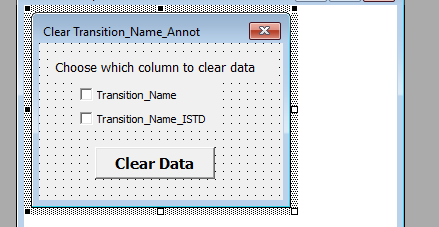 Clear Transition_Name_Annot
Choose which column to clear data
Transition_Name
Transition_Name_ISTD
Clear Data